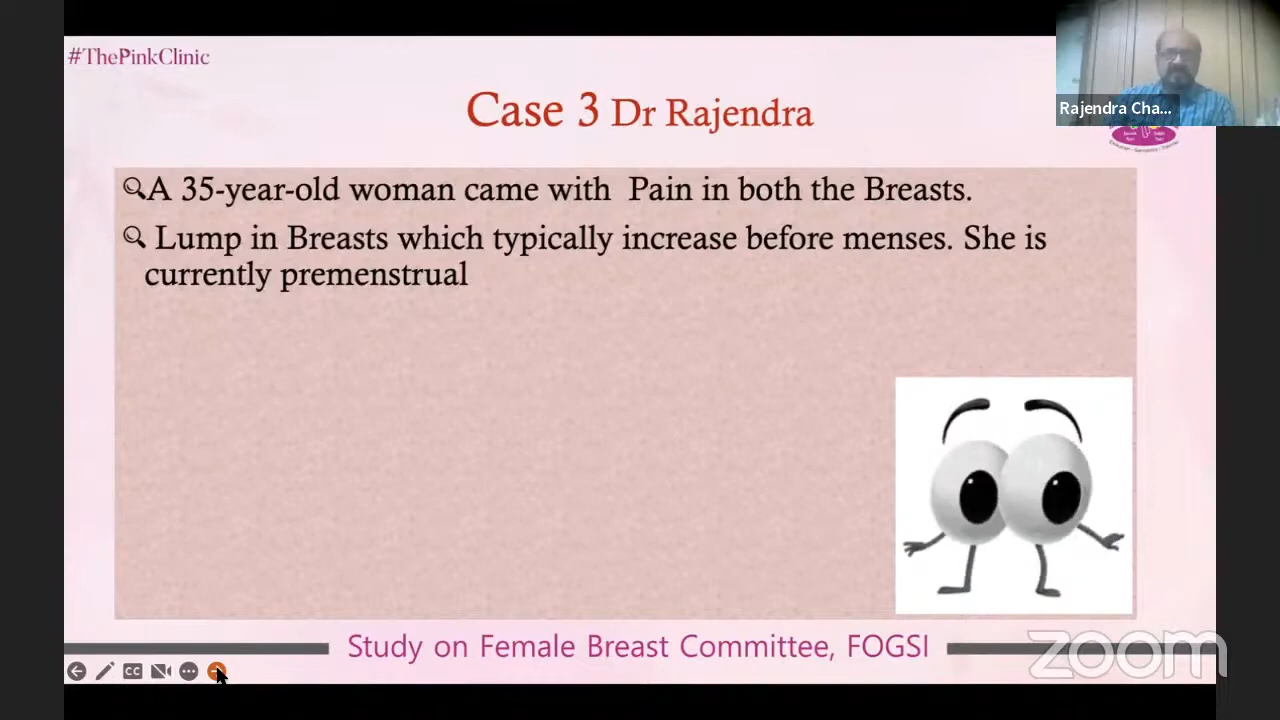 #ThePinkClinic
Case 3 Dr Rajendra
Rajendra Cha...
A 35-year-old woman came with Pain in both the Breasts.
Lump in Breasts which typically increase before menses. She is
currently premenstrual
Study on Female Breast Committee, FOGSI
zoom
CC